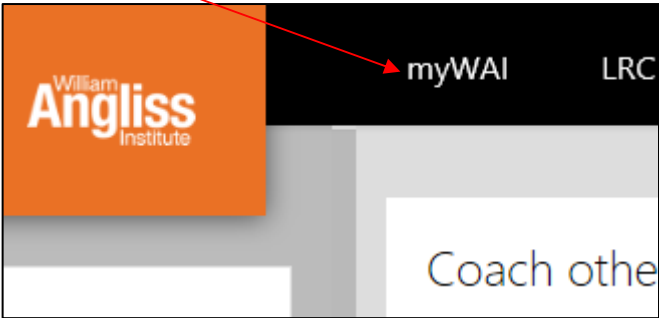 William
Angliss
Institute
myWAI
LRC
Coach othe